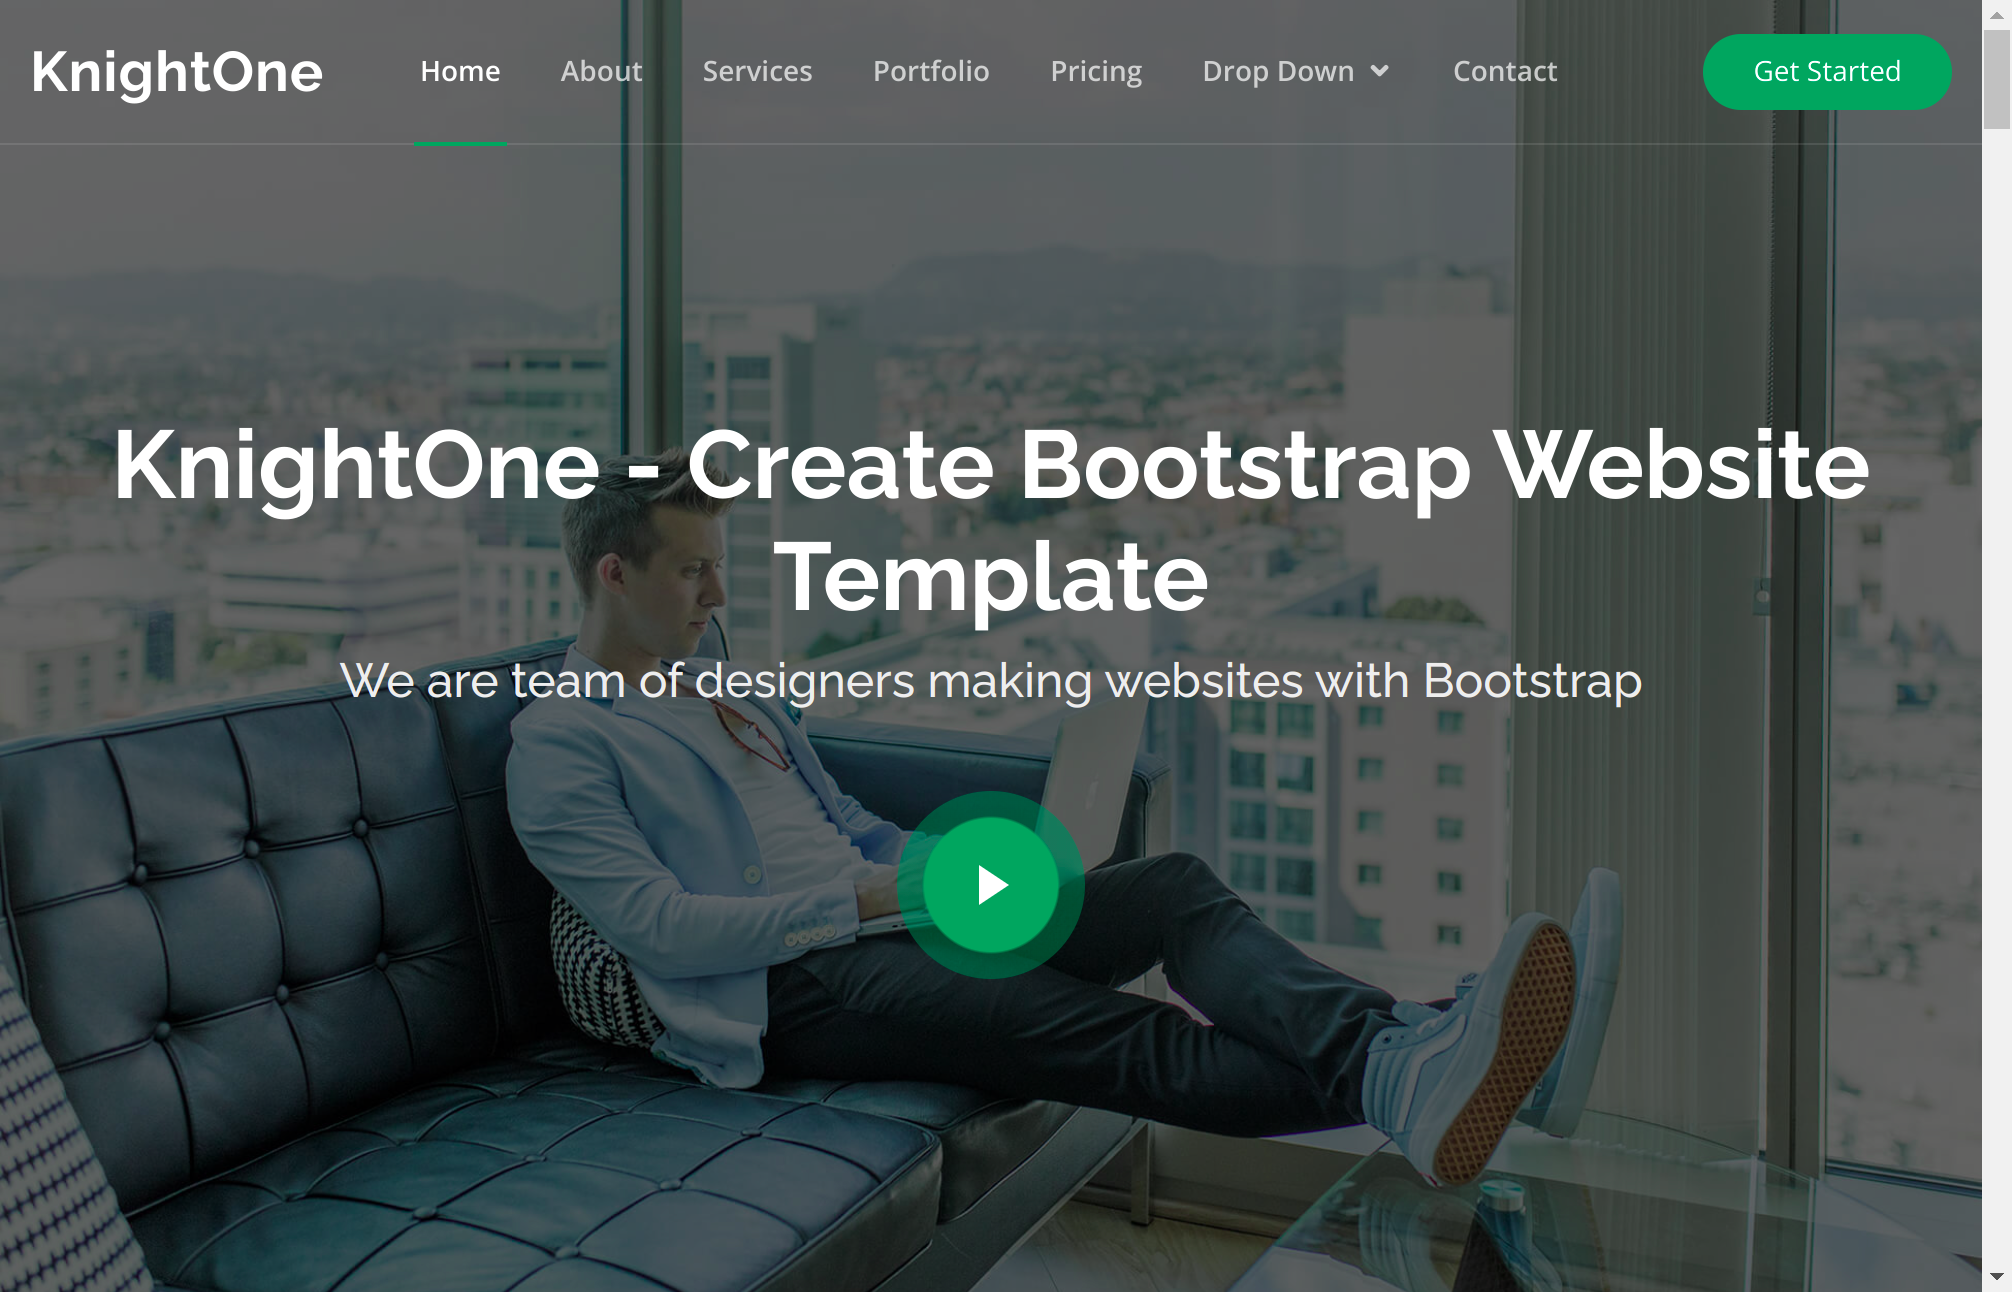 KnightOne
Home About Services Portfolio Pricing Drop Down Contact Get Started
KnightOne - Create Bootstrap Website
Template
We are team of designers making websites with Bootstrap